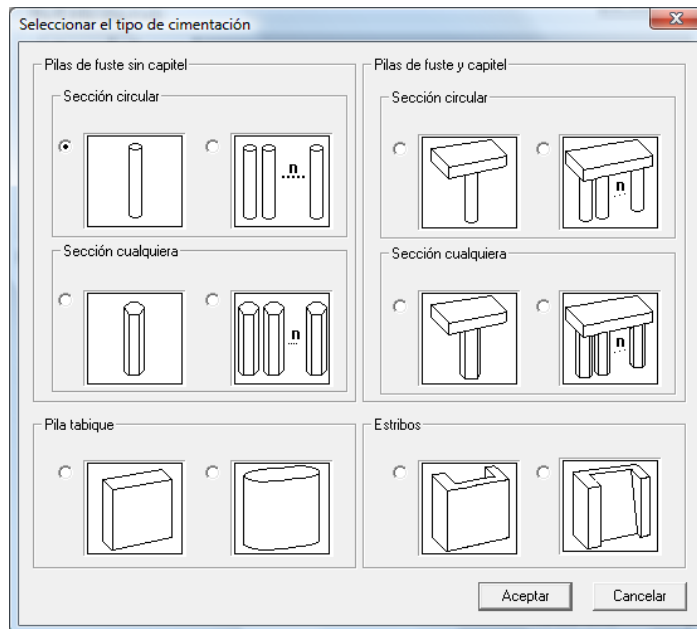 Seleccionar el tipo de cimentación
Pilas de fuste sin capitel
Sección circular
n
Sección cualquiera
n
Pilas de fuste y capitel
Sección circular
n
Sección cualquiera
n
Pila tabique
Estribos
Aceptar
Cancelar